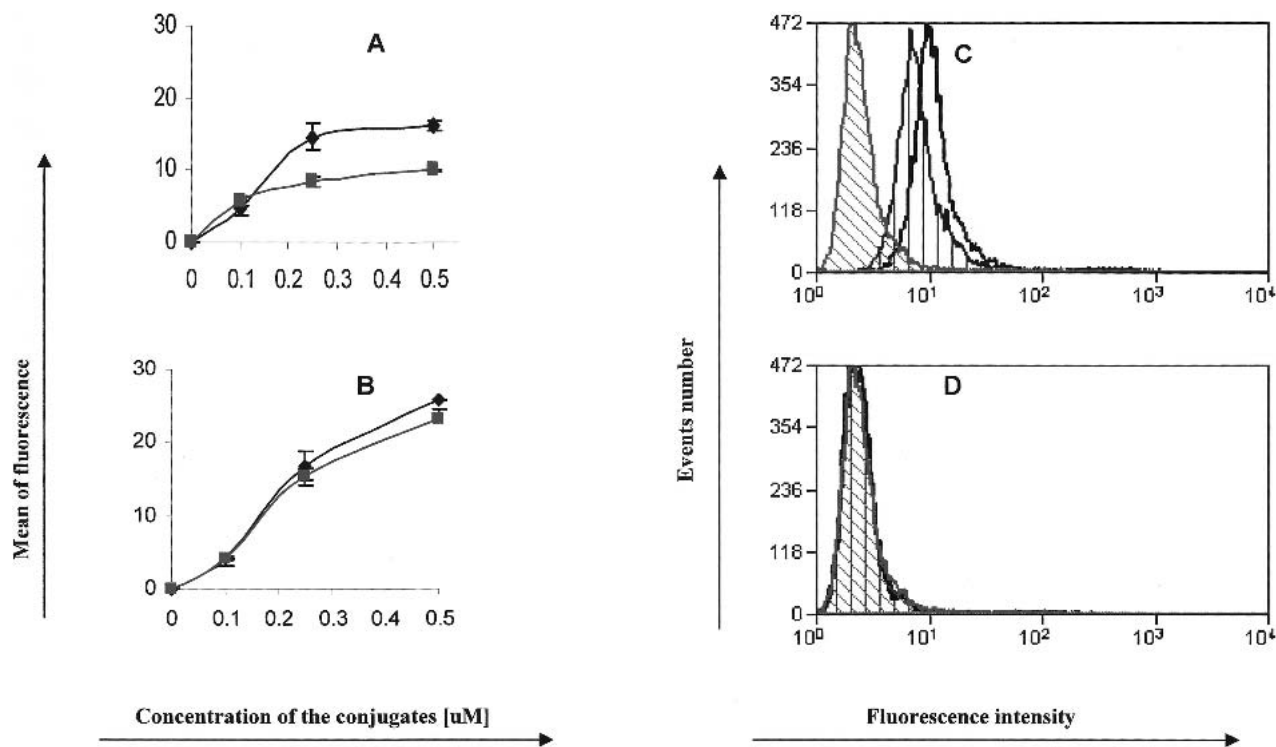 30
A
20
10
0
0 0.1 0.2 0.3 0.4 0.5
30
B
20
10
0
0 0.1 0.2 0.3 0.4 0.5
Mean of fluorescence
Concentration of the conjugates [uM]
472
C
354
236
118
0
10⁰ 10¹ 10² 10³ 10⁴
472
D
354
236
118
0
10⁰ 10¹ 10² 10³ 10⁴
Events number
Fluorescence intensity